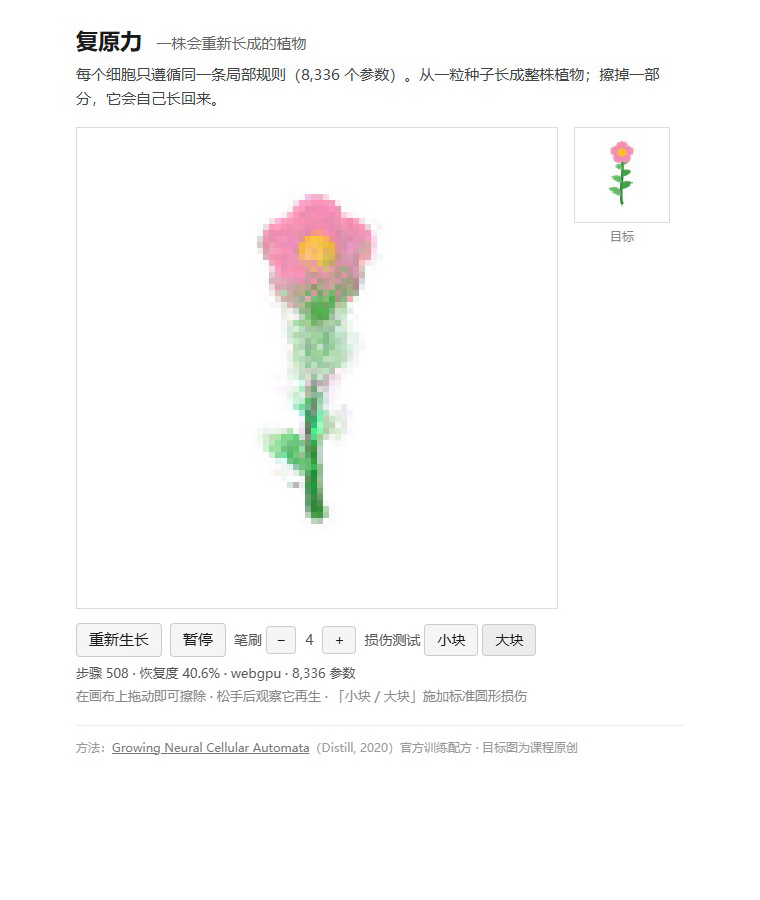 复原力 一株会重新长成的植物
每个细胞只遵循同一条局部规则（8,336 个参数）。从一粒种子长成整株植物；擦掉一部
分，它会自己长回来。
目标
重新生长 暂停 笔刷 − 4 + 损伤测试 小块 大块
步骤 508 · 恢复度 40.6% · webgpu · 8,336 参数
在画布上拖动即可擦除 · 松手后观察它再生 · 「小块 / 大块」施加标准圆形损伤
方法：Growing Neural Cellular Automata（Distill, 2020）官方训练配方 · 目标图为课程原创